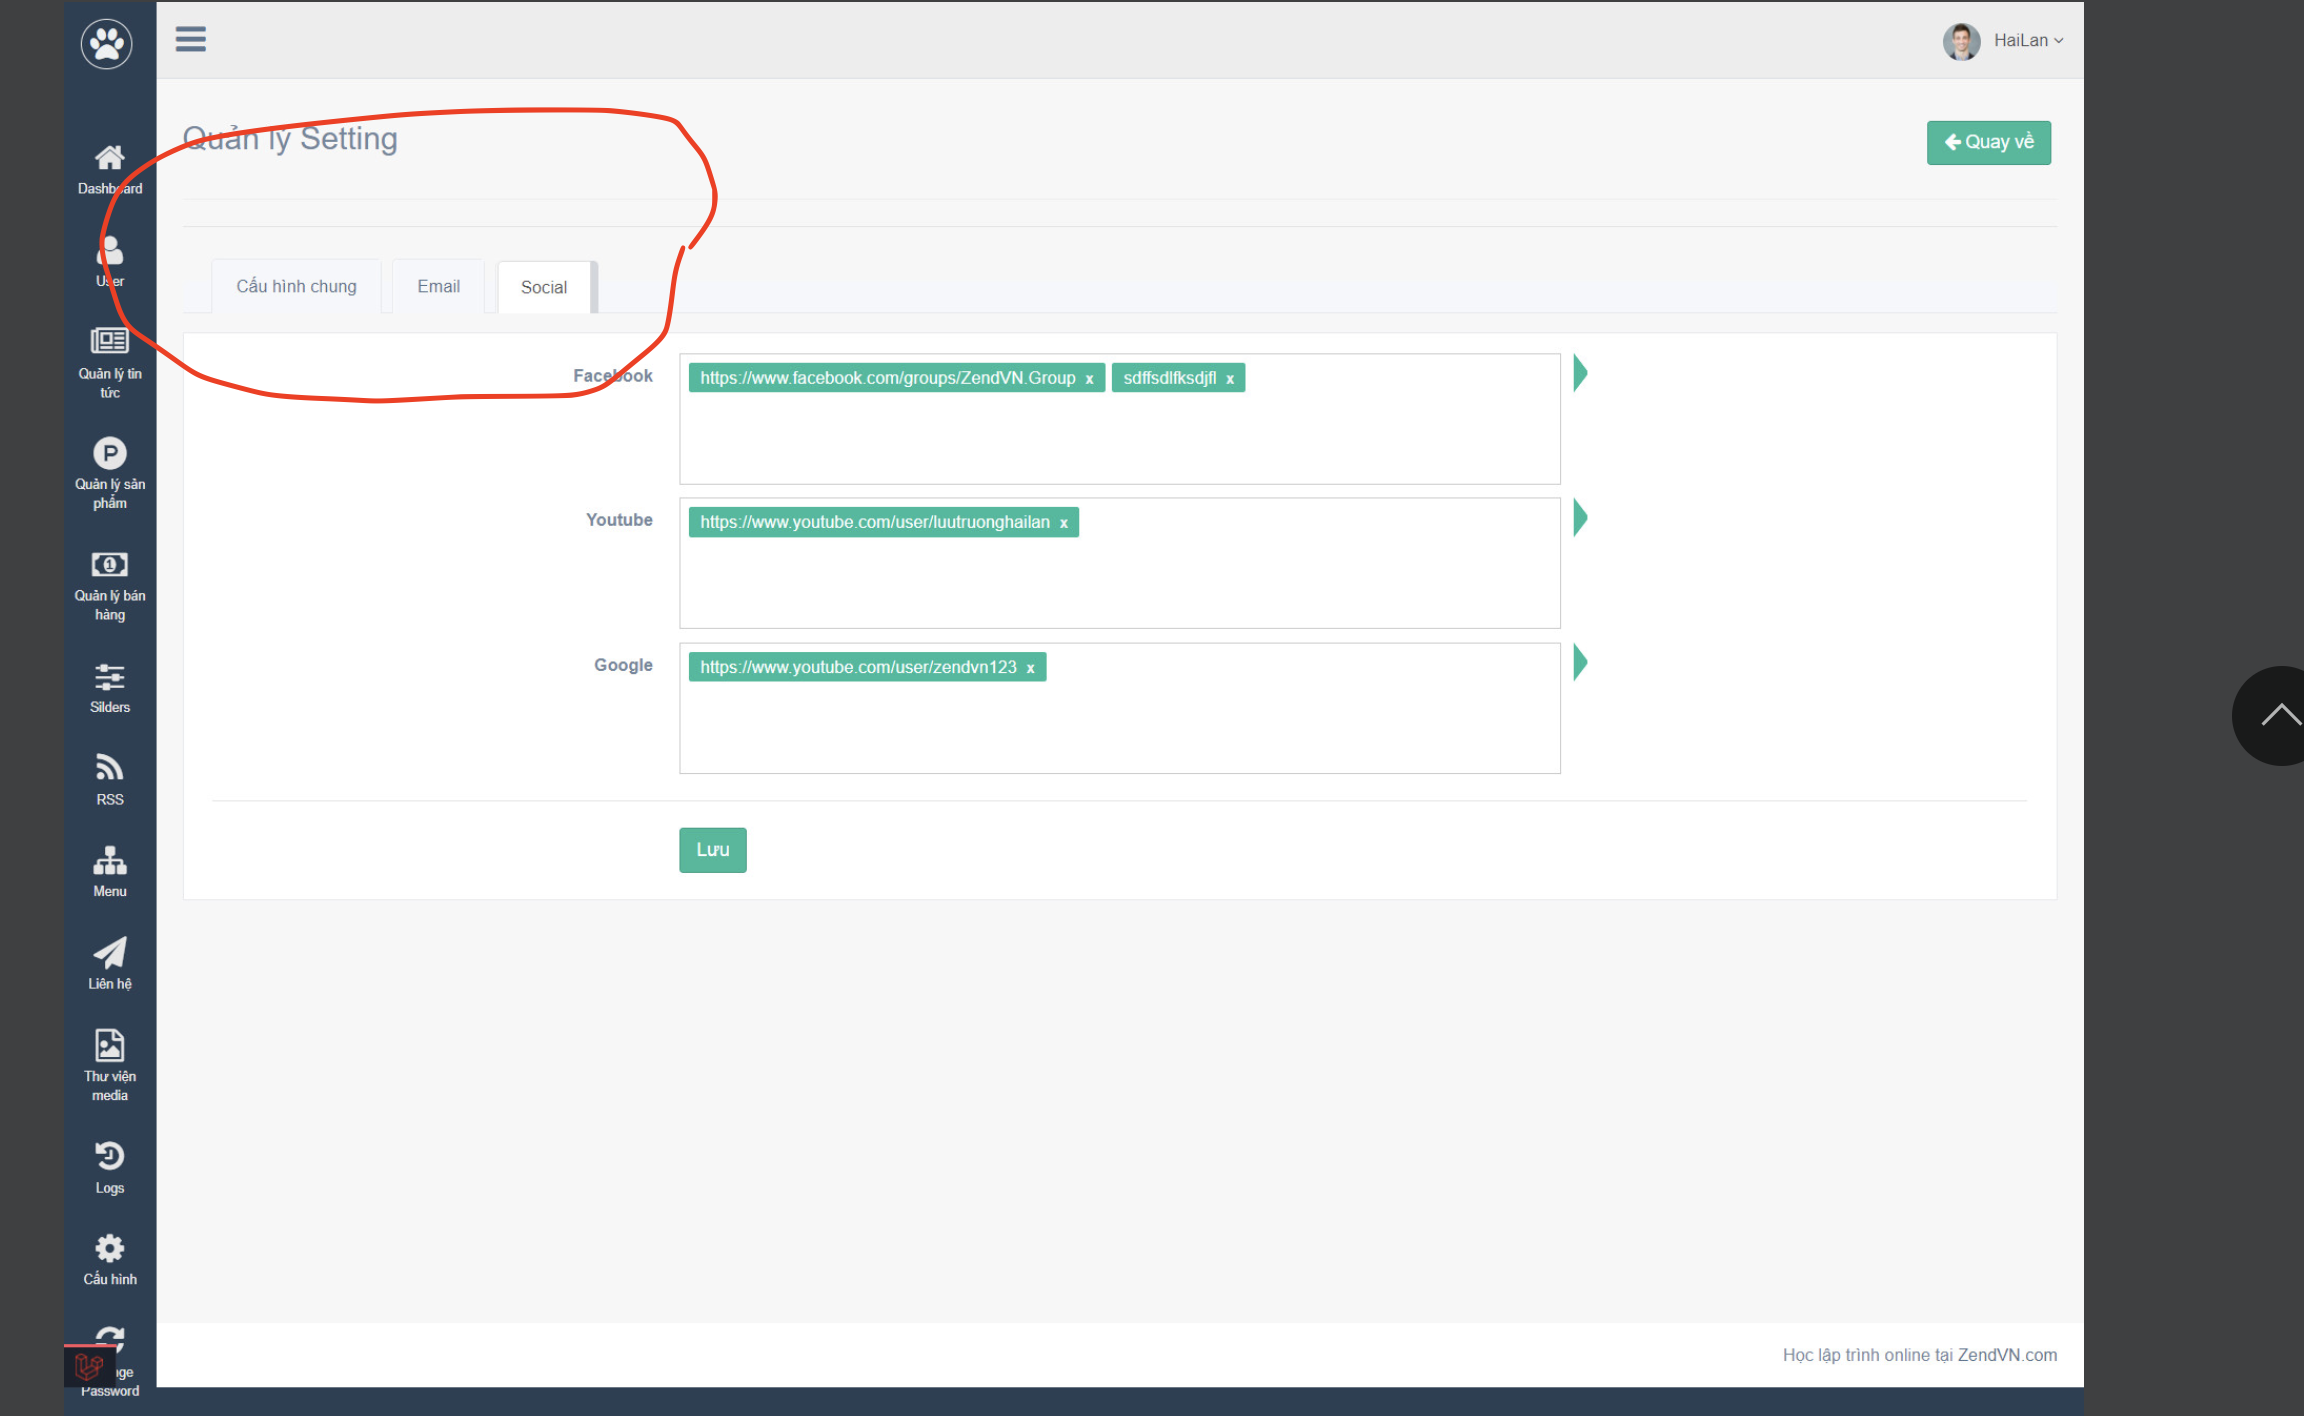 HaiLan
Quản lý Setting
Quay về
Dashboard
User
Quản lý tin
tức
Quản lý sản
phẩm
Quản lý bán
hàng
Silders
RSS
Menu
Liên hệ
Thư viện
media
Logs
Cấu hình
nge
Password
Cấu hình chung
Email
Social
Facebook
https://www.facebook.com/groups/ZendVN.Group x sdffsdlfksdjfl x
Youtube
https://www.youtube.com/user/luutruonghailan x
Google
https://www.youtube.com/user/zendvn123 x
Lưu
Học lập trình online tại ZendVN.com